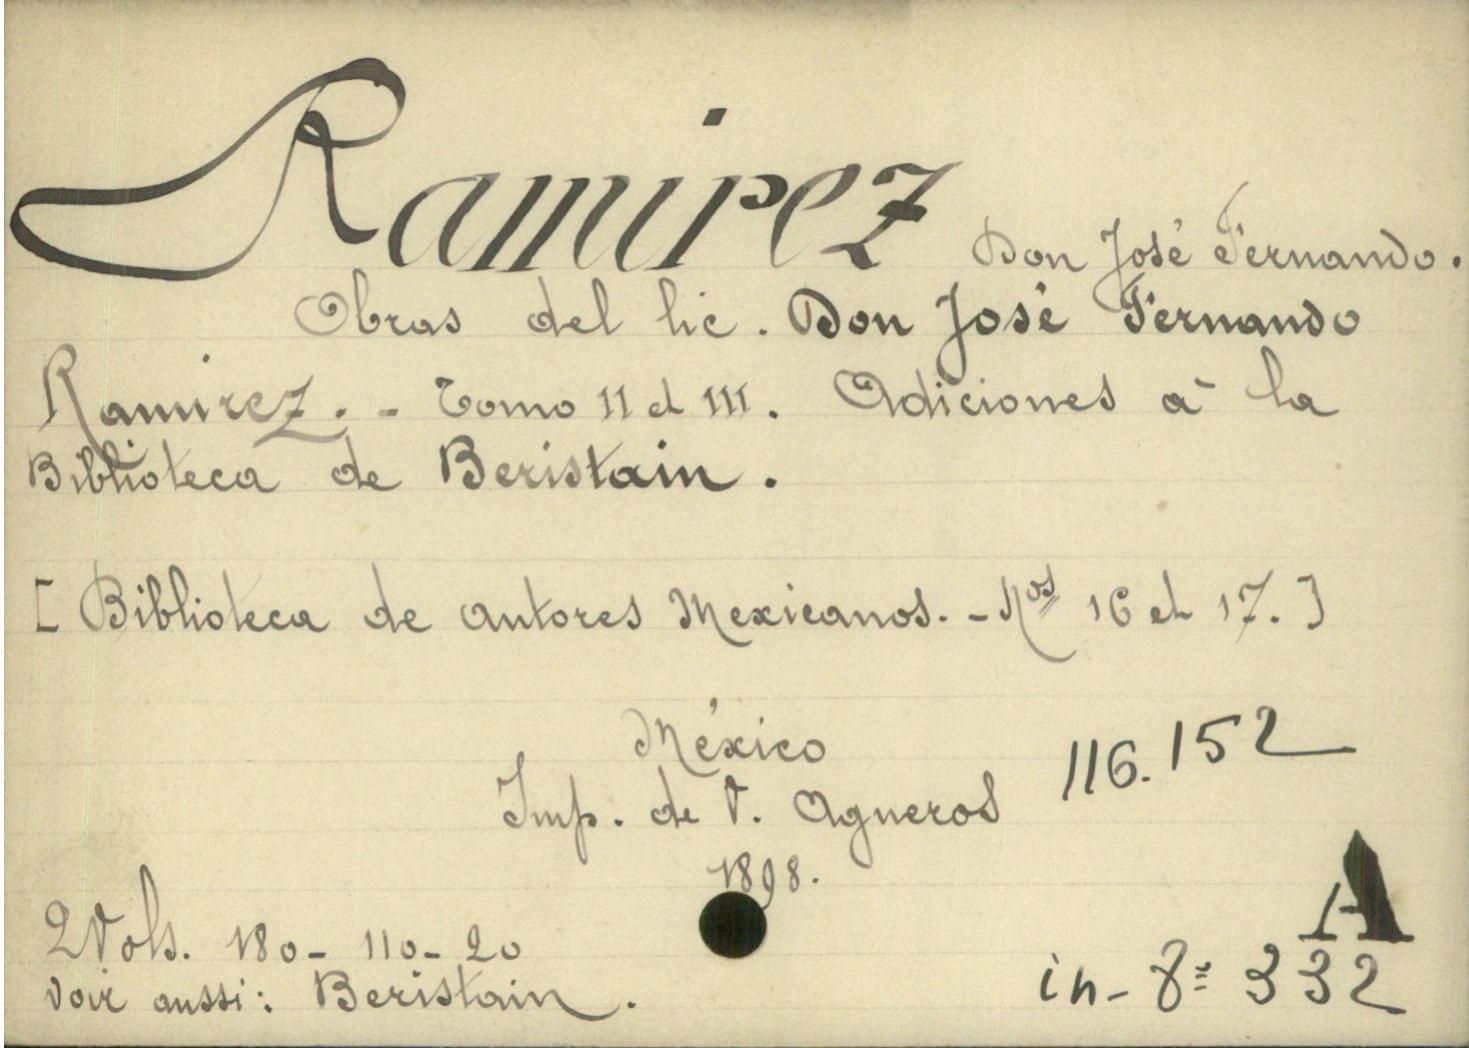 Ramirez Don José Fernando.
Obras del lic. Don José Fernando
Ramirez. - Tomo II et III. Adiciones a la
Biblioteca de Beristain.
[Biblioteca de autores Mexicanos. - Nos 16 et 17.]
México
116.152
Imp. de V. Agneros
1898.
A
2 Vols. 180 - 110 - 20
in-8º 332
Voir aussi: Beristain.